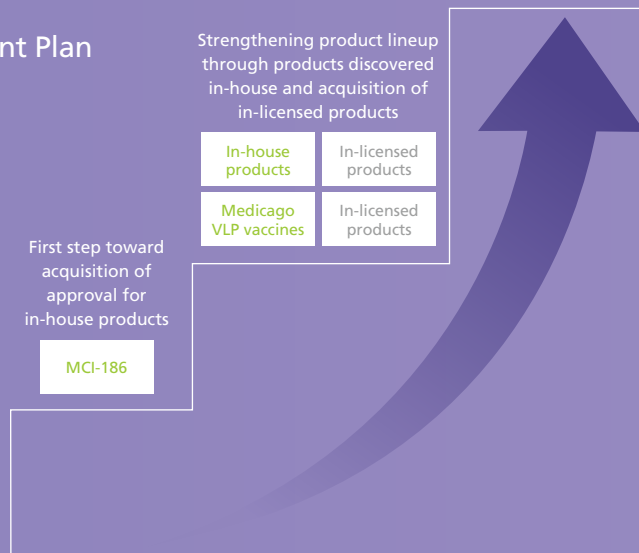 nt Plan
Strengthening product lineup
through products discovered
in-house and acquisition of
in-licensed products
In-house
products
In-licensed
products
Medicago
VLP vaccines
In-licensed
products
First step toward
acquisition of
approval for
in-house products
MCI-186